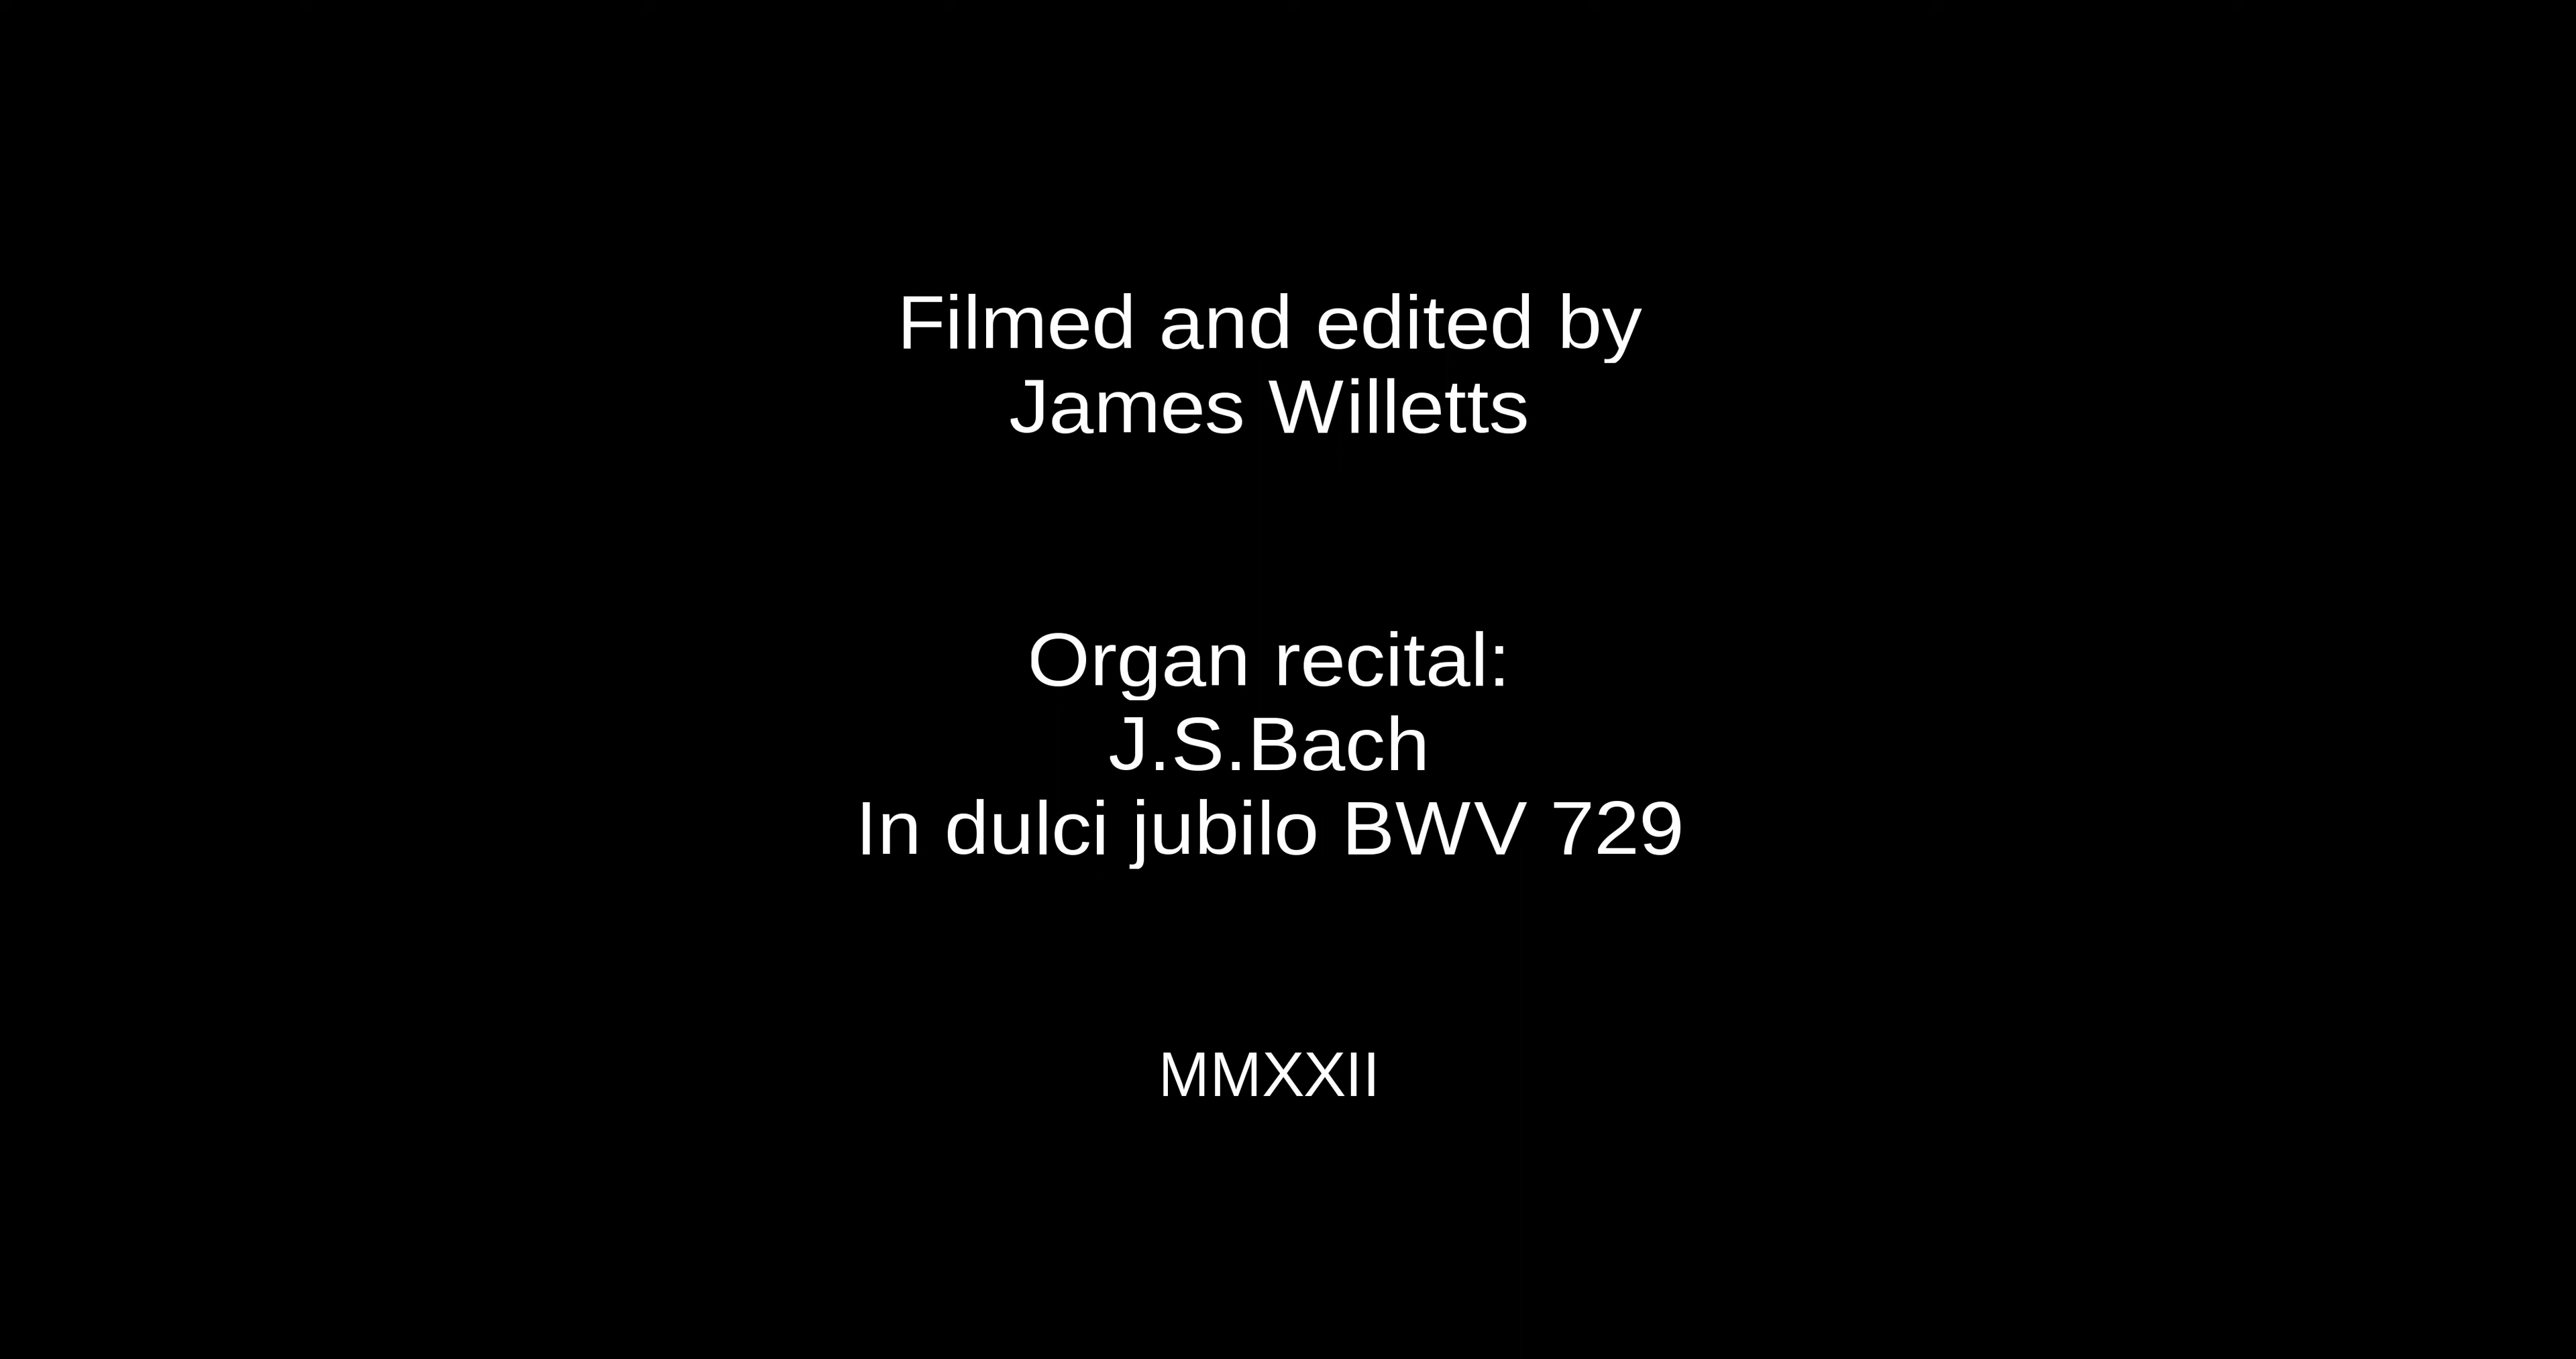 Filmed and edited by
James Willetts
Organ recital:
J.S.Bach
In dulci jubilo BWV 729
MMXXII